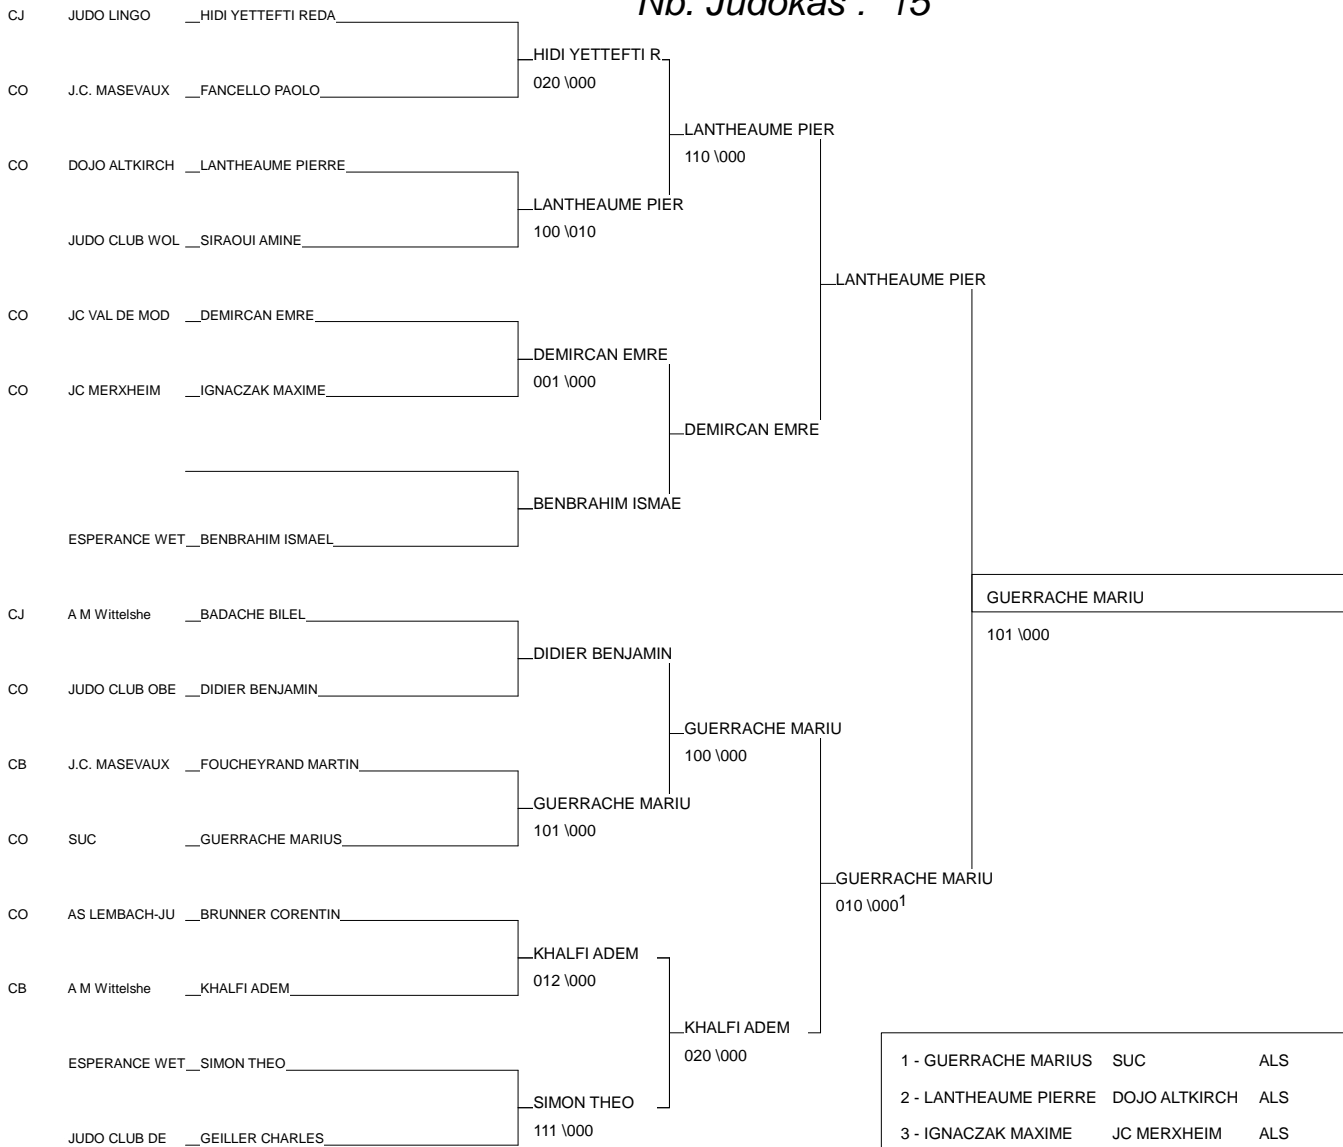 Nb. Judokas : 15
CJ JUDO LINGO HIDI YETTEFTI REDA
HIDI YETTEFTI R
020 \000
CO J.C. MASEVAUX FANCELLO PAOLO
LANTHEAUME PIER
110 \000
CO DOJO ALTKIRCH LANTHEAUME PIERRE
LANTHEAUME PIER
100 \010
JUDO CLUB WOL SIRAOUI AMINE
LANTHEAUME PIER
CO JC VAL DE MOD DEMIRCAN EMRE
DEMIRCAN EMRE
001 \000
CO JC MERXHEIM IGNACZAK MAXIME
DEMIRCAN EMRE
BENBRAHIM ISMAE
ESPERANCE WET BENBRAHIM ISMAEL
GUERRACHE MARIU
101 \000
CJ A M Wittelshe BADACHE BILEL
DIDIER BENJAMIN
CO JUDO CLUB OBE DIDIER BENJAMIN
GUERRACHE MARIU
100 \000
CB J.C. MASEVAUX FOUCHEYRAND MARTIN
GUERRACHE MARIU
101 \000
CO SUC GUERRACHE MARIUS
GUERRACHE MARIU
010 \000 1
CO AS LEMBACH-JU BRUNNER CORENTIN
KHALFI ADEM
012 \000
CB A M Wittelshe KHALFI ADEM
KHALFI ADEM
020 \000
ESPERANCE WET SIMON THEO
SIMON THEO
111 \000
JUDO CLUB DE GEILLER CHARLES
1 - GUERRACHE MARIUS SUC ALS
2 - LANTHEAUME PIERRE DOJO ALTKIRCH ALS
3 - IGNACZAK MAXIME JC MERXHEIM ALS